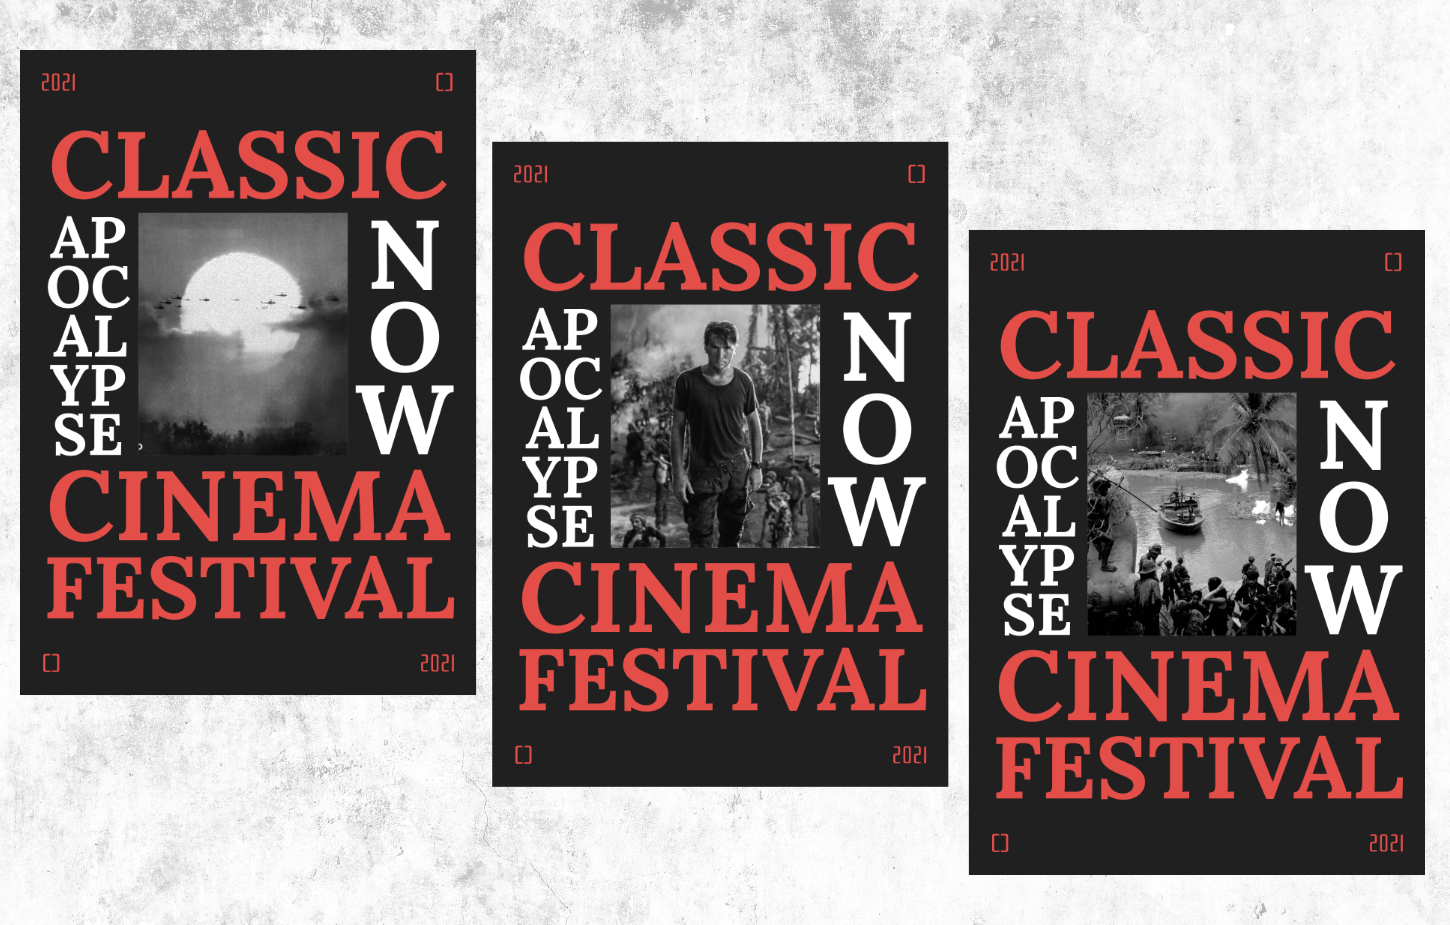 2021 []
CLASSIC
AP
OC
AL
YP
SE
N
O
W
CINEMA
FESTIVAL
[] 2021
2021 []
CLASSIC
AP
OC
AL
YP
SE
N
O
W
CINEMA
FESTIVAL
[] 2021
2021 []
CLASSIC
AP
OC
AL
YP
SE
N
O
W
CINEMA
FESTIVAL
[] 2021